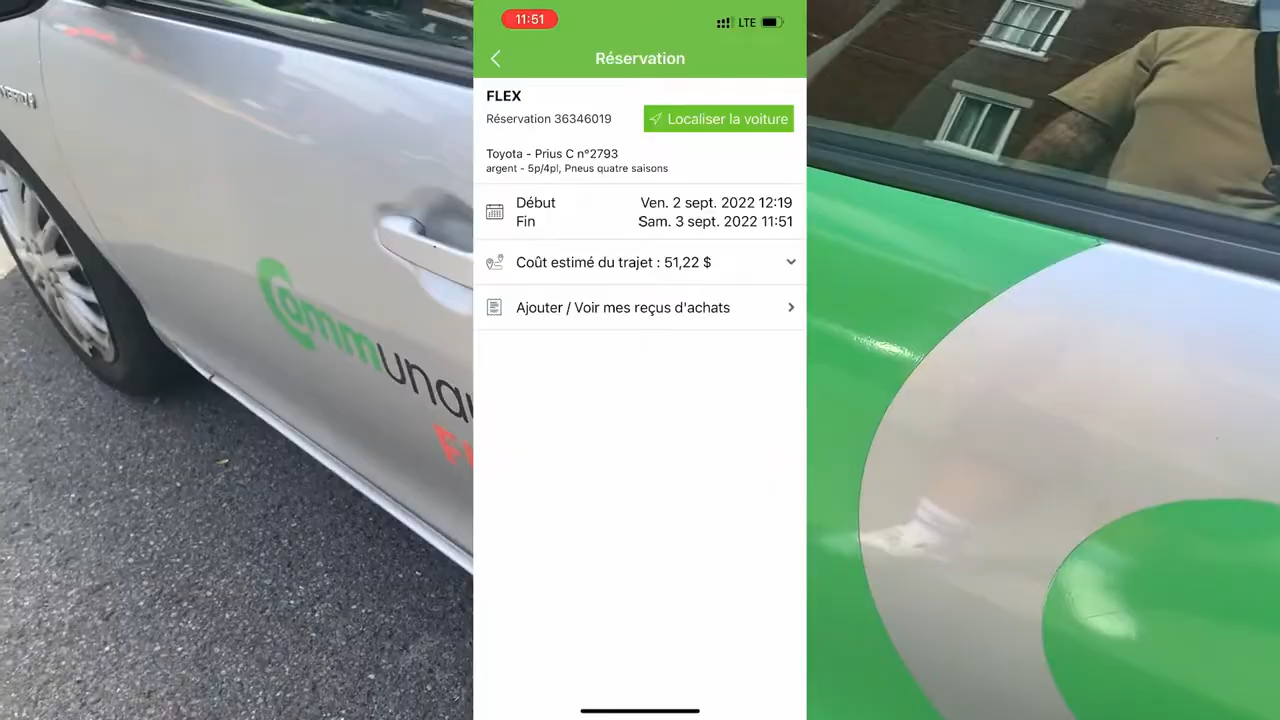 11:51
LTE
Réservation
FLEX
Réservation 36346019
Localiser la voiture
Toyota - Prius C n°2793
argent - 5p/4pl, Pneus quatre saisons
Début
Ven. 2 sept. 2022 12:19
Fin
Sam. 3 sept. 2022 11:51
Coût estimé du trajet : 51,22 $
Ajouter / Voir mes reçus d'achats
Communau